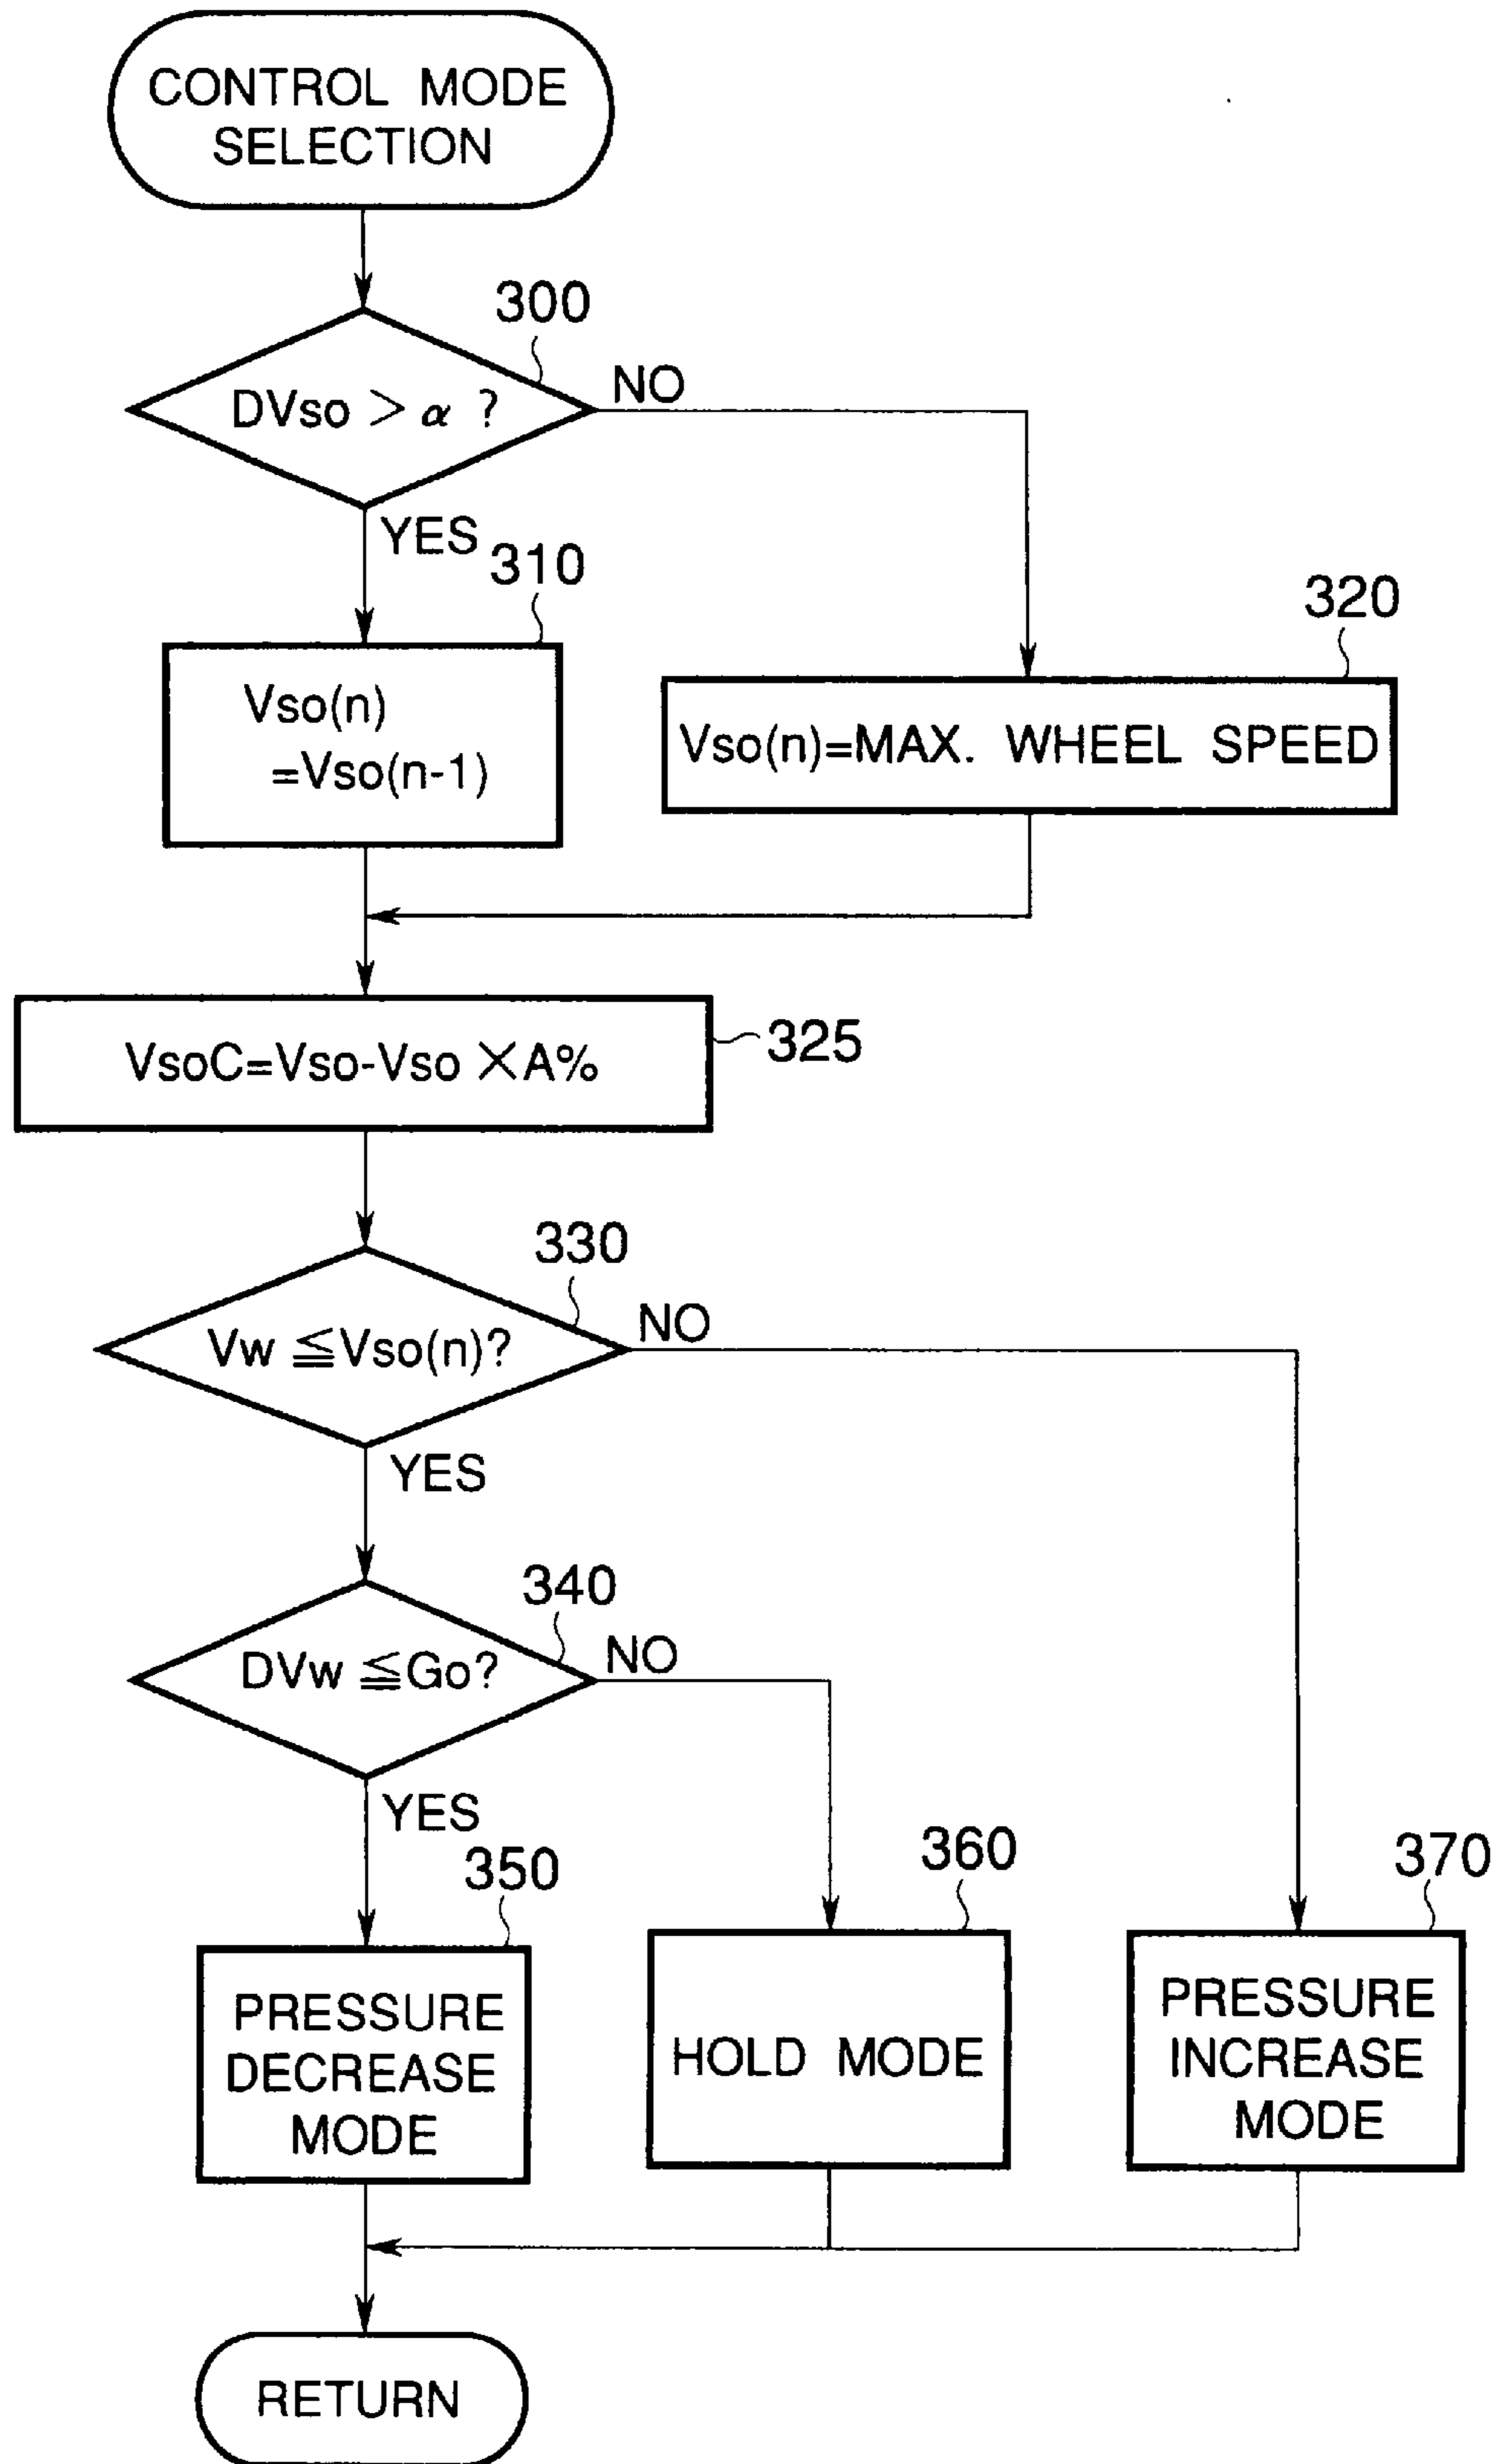 CONTROL MODE
SELECTION
300
DVso > α ?
NO
YES
310
Vso(n)
=Vso(n-1)
320
Vso(n)=MAX. WHEEL SPEED
VsoC=Vso-Vso ×A%
325
330
Vw ≦Vso(n)?
NO
YES
340
DVw ≦Go?
NO
YES
350
PRESSURE
DECREASE
MODE
360
HOLD MODE
370
PRESSURE
INCREASE
MODE
RETURN